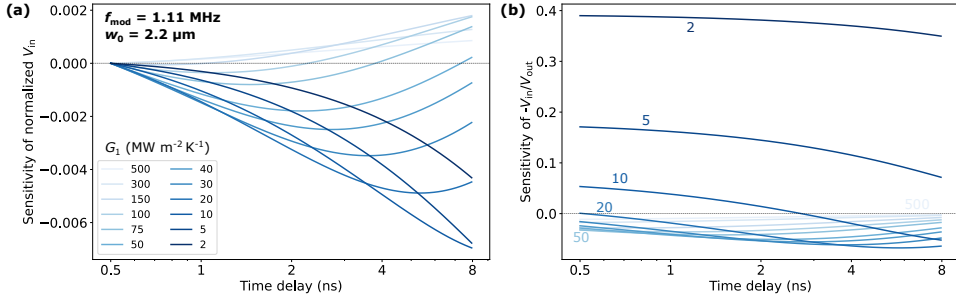 (a)
f_mod = 1.11 MHz
w_0 = 2.2 µm
Sensitivity of normalized V_in
0.002
0.000
−0.002
−0.004
−0.006
G_1 (MW m⁻² K⁻¹)
500 40
300 30
150 20
100 10
75 5
50 2
0.5 1 2 4 8
Time delay (ns)
(b)
Sensitivity of -V_in/V_out
0.4
0.3
0.2
0.1
0.0
2
5
10
20
50
500
0.5 1 2 4 8
Time delay (ns)